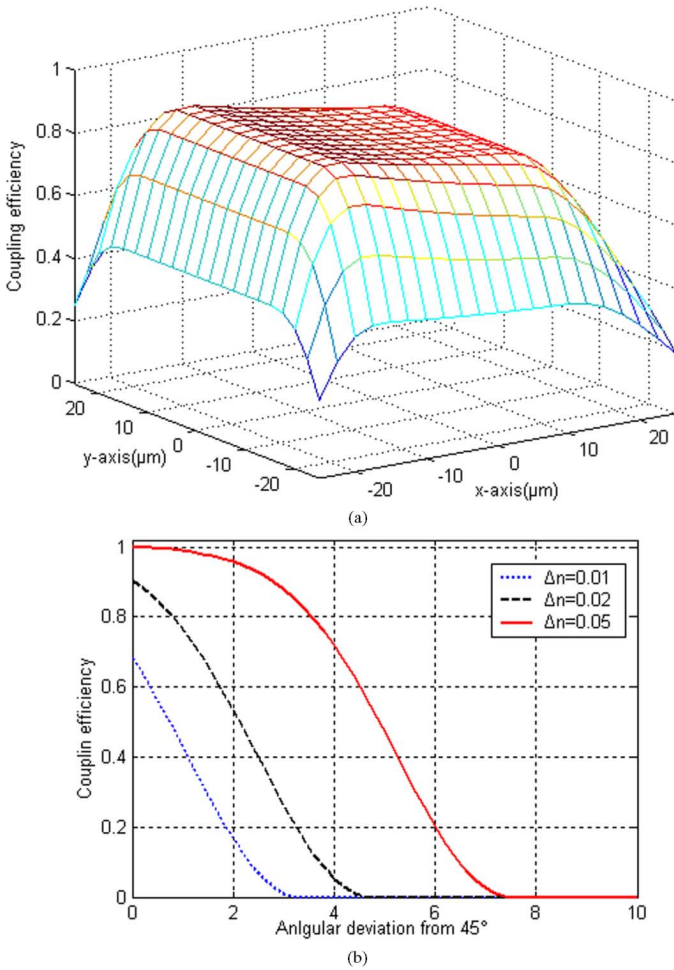 1
0.8
0.6
0.4
0.2
0
Coupling efficiency
20
10
0
-10
-20
y-axis(μm)
-20
-10
0
10
20
x-axis(μm)
(a)
1
0.8
0.6
0.4
0.2
0
Couplin efficiency
Δn=0.01
Δn=0.02
Δn=0.05
0 2 4 6 8 10
Anlgular deviation from 45°
(b)